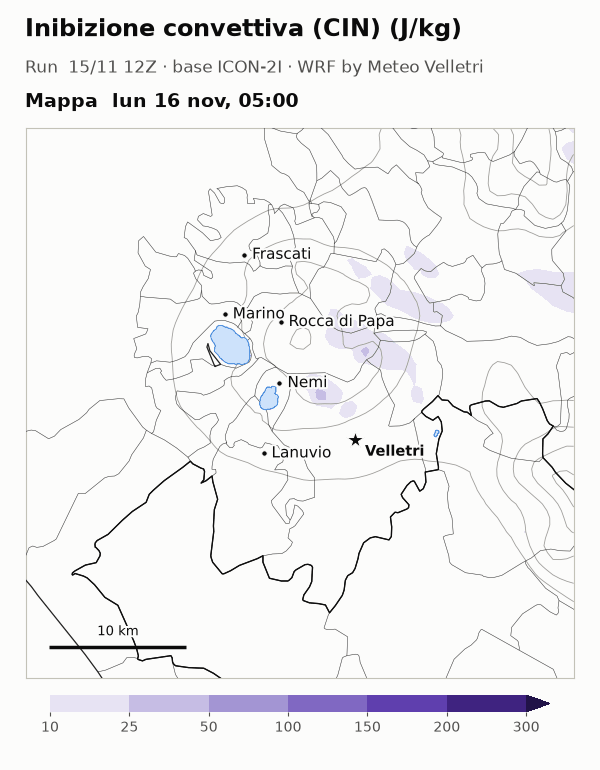 Inibizione convettiva (CIN) (J/kg)
Run  15/11 12Z · base ICON-2I · WRF by Meteo Velletri
Mappa  lun 16 nov, 05:00
Frascati
Marino
Rocca di Papa
Nemi
Velletri
Lanuvio
10 km
10 25 50 100 150 200 300